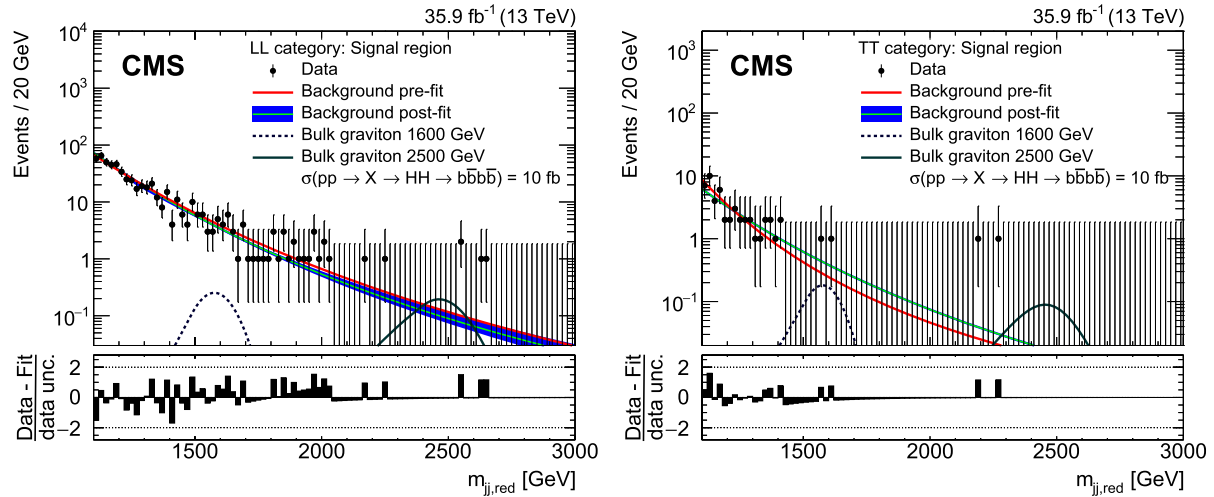 35.9 fb⁻¹ (13 TeV)
Events / 20 GeV
10⁴
10³
10²
10
1
10⁻¹
CMS
LL category: Signal region
Data
Background pre-fit
Background post-fit
Bulk graviton 1600 GeV
Bulk graviton 2500 GeV
σ(pp → X → HH → bb̅bb̅) = 10 fb
Data - Fit
data unc.
2
0
−2
1500 2000 2500 3000
m_jj,red [GeV]
35.9 fb⁻¹ (13 TeV)
Events / 20 GeV
10³
10²
10
1
10⁻¹
CMS
TT category: Signal region
Data
Background pre-fit
Background post-fit
Bulk graviton 1600 GeV
Bulk graviton 2500 GeV
σ(pp → X → HH → bb̅bb̅) = 10 fb
Data - Fit
data unc.
2
0
−2
1500 2000 2500 3000
m_jj,red [GeV]